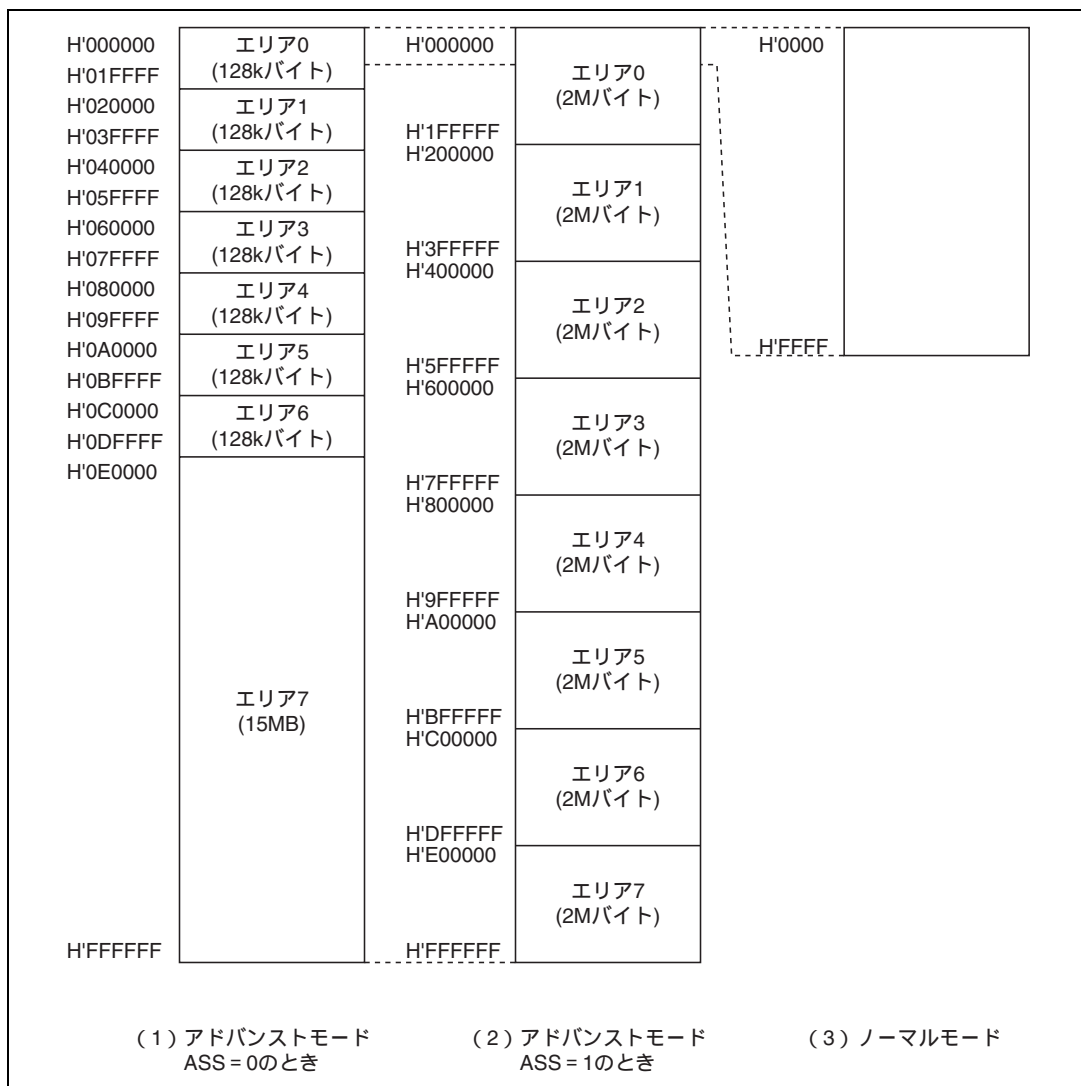 H'000000
H'01FFFF
H'020000
H'03FFFF
H'040000
H'05FFFF
H'060000
H'07FFFF
H'080000
H'09FFFF
H'0A0000
H'0BFFFF
H'0C0000
H'0DFFFF
H'0E0000
H'FFFFFF
エリア0
(128kバイト)
エリア1
(128kバイト)
エリア2
(128kバイト)
エリア3
(128kバイト)
エリア4
(128kバイト)
エリア5
(128kバイト)
エリア6
(128kバイト)
エリア7
(15MB)
(1)アドバンストモード
ASS = 0のとき
H'000000
H'1FFFFF
H'200000
H'3FFFFF
H'400000
H'5FFFFF
H'600000
H'7FFFFF
H'800000
H'9FFFFF
H'A00000
H'BFFFFF
H'C00000
H'DFFFFF
H'E00000
H'FFFFFF
エリア0
(2Mバイト)
エリア1
(2Mバイト)
エリア2
(2Mバイト)
エリア3
(2Mバイト)
エリア4
(2Mバイト)
エリア5
(2Mバイト)
エリア6
(2Mバイト)
エリア7
(2Mバイト)
(2)アドバンストモード
ASS = 1のとき
H'0000
H'FFFF
(3)ノーマルモード